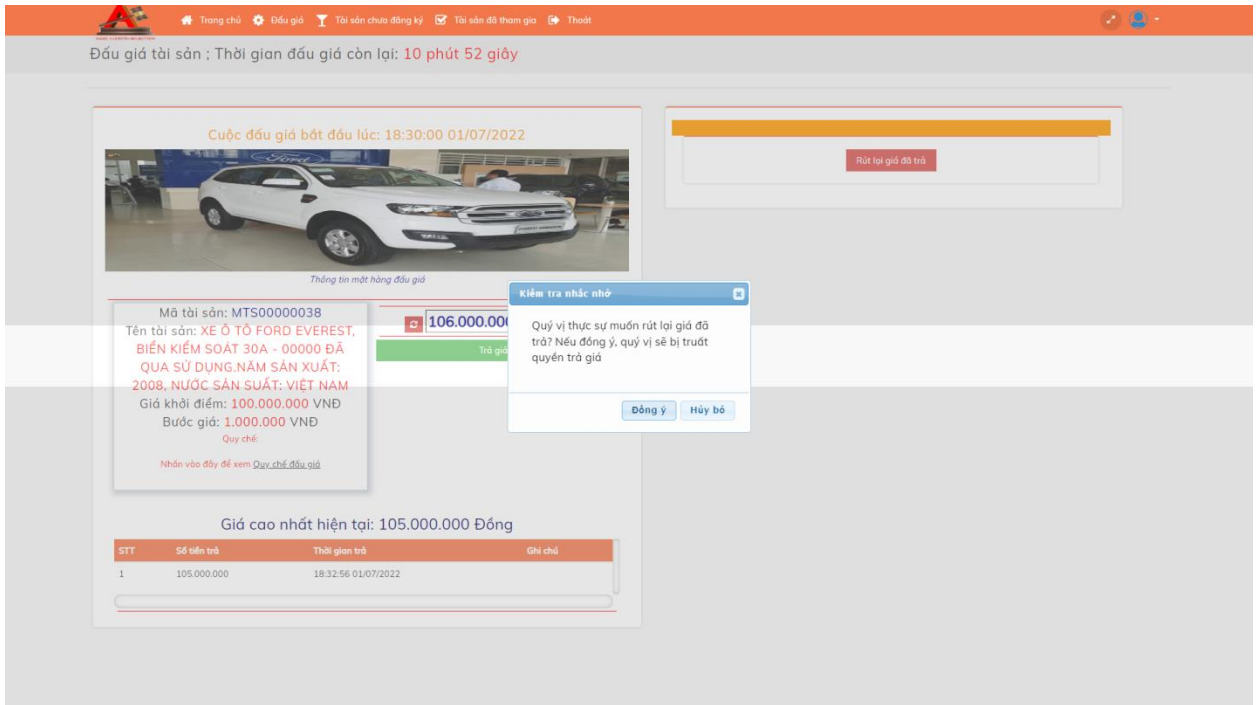 Trang chủ Đấu giá Tài sản chưa đăng ký Tài sản đã tham gia Thoát
Đấu giá tài sản ; Thời gian đấu giá còn lại: 10 phút 52 giây
Cuộc đấu giá bắt đầu lúc: 18:30:00 01/07/2022
Ford
Thông tin mặt hàng đấu giá
Mã tài sản: MTS00000038
Tên tài sản: XE Ô TÔ FORD EVEREST,
BIỂN KIỂM SOÁT 30A - 00000 ĐÃ
QUA SỬ DỤNG.NĂM SẢN XUẤT:
2008, NƯỚC SẢN SUẤT: VIỆT NAM
Giá khởi điểm: 100.000.000 VNĐ
Bước giá: 1.000.000 VNĐ
Quy chế:
Nhấn vào đây để xem Quy chế đấu giá
106.000.00
Trả giá
Giá cao nhất hiện tại: 105.000.000 Đồng
STT Số tiền trả Thời gian trả Ghi chú
1 105.000.000 18:32:56 01/07/2022
Rút lại giá đã trả
Kiểm tra nhắc nhở
Quý vị thực sự muốn rút lại giá đã
trả? Nếu đồng ý, quý vị sẽ bị truất
quyền trả giá
Đồng ý Hủy bỏ